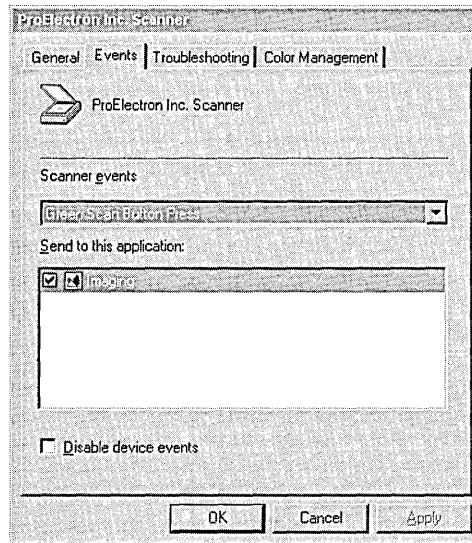 ProElectron Inc. Scanner
General Events Troubleshooting Color Management
ProElectron Inc. Scanner
Scanner events
Green Scan Button Press
Send to this application:
Imaging
Disable device events
OK Cancel Apply